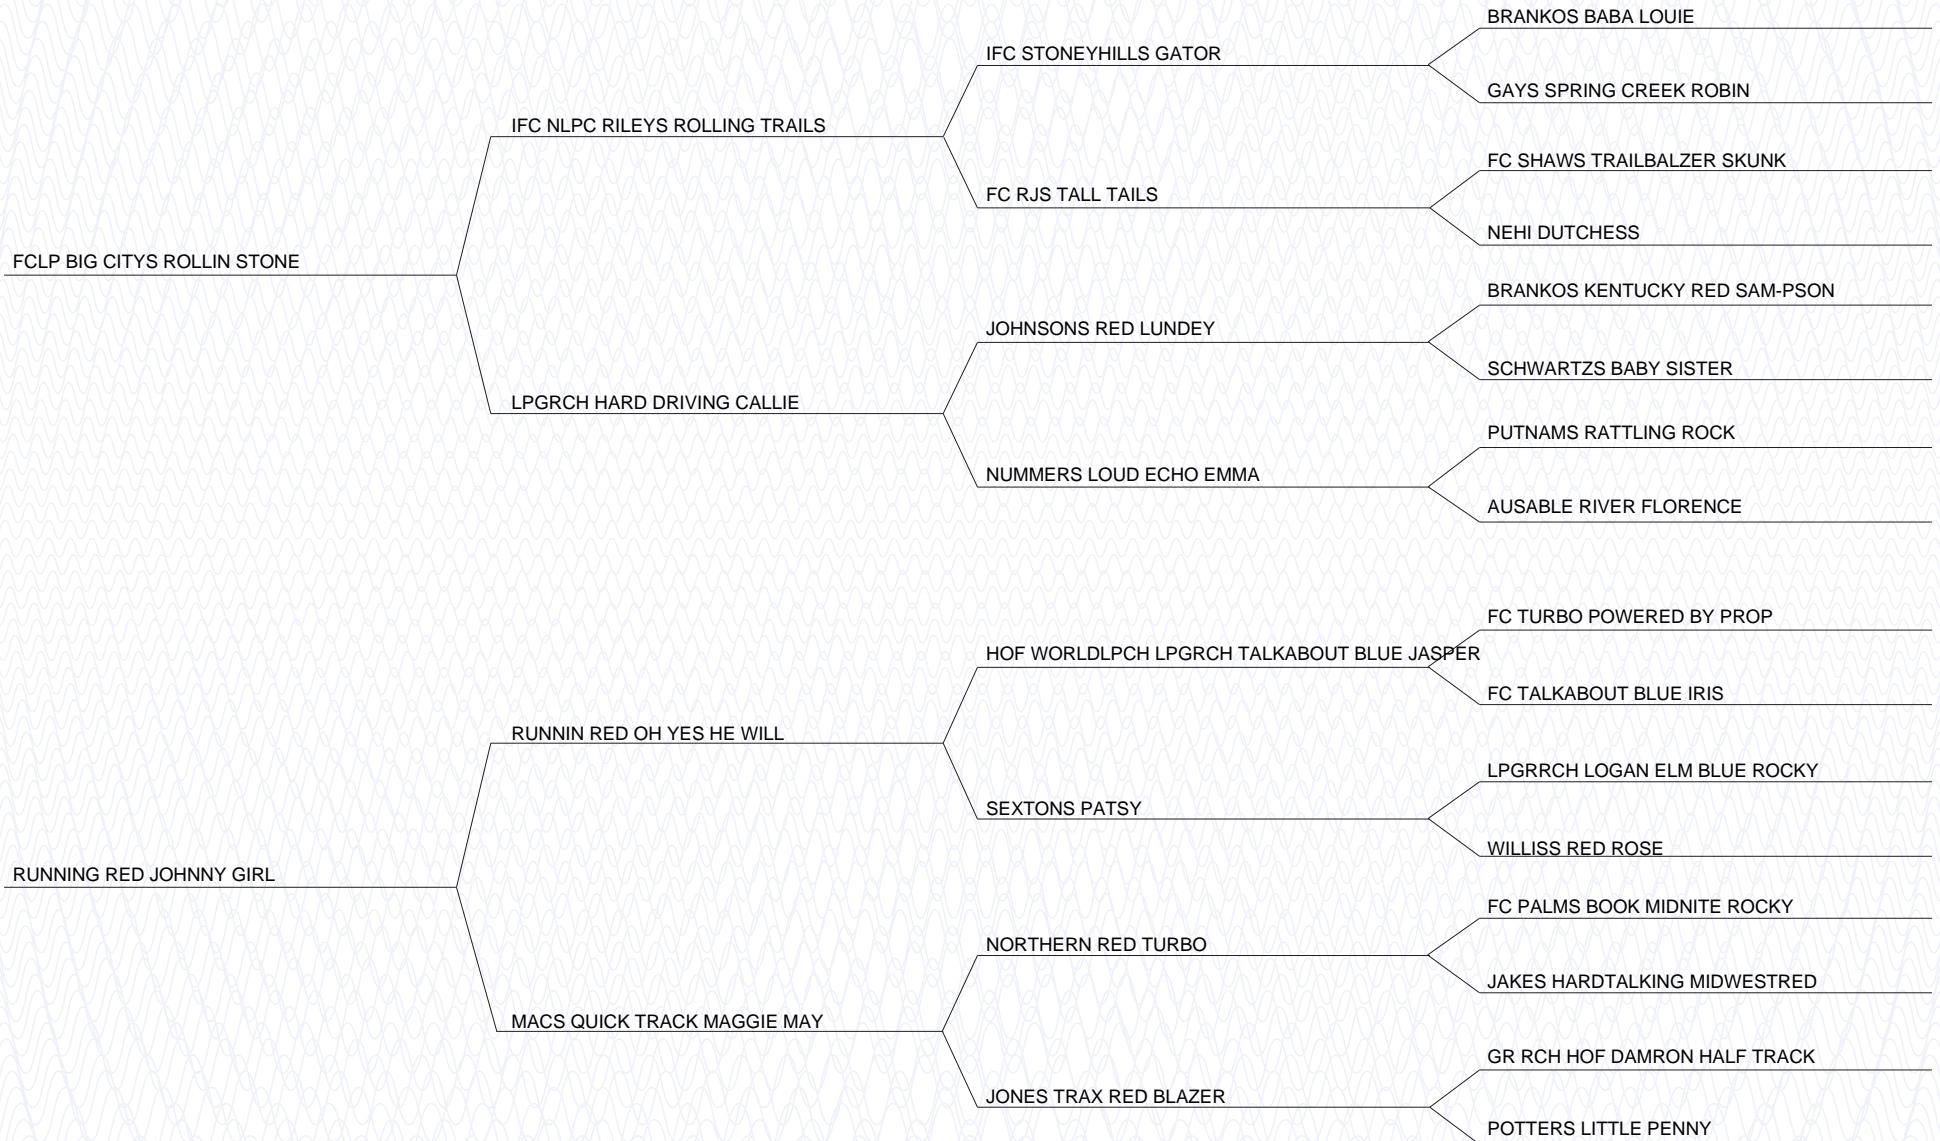 BRANKOS BABA LOUIE
IFC STONEYHILLS GATOR
GAYS SPRING CREEK ROBIN
IFC NLPC RILEYS ROLLING TRAILS
FC SHAWS TRAILBALZER SKUNK
FC RJS TALL TAILS
NEHI DUTCHESS
FCLP BIG CITYS ROLLIN STONE
BRANKOS KENTUCKY RED SAM-PSON
JOHNSONS RED LUNDEY
SCHWARTZS BABY SISTER
LPGRCH HARD DRIVING CALLIE
PUTNAMS RATTLING ROCK
NUMMERS LOUD ECHO EMMA
AUSABLE RIVER FLORENCE
FC TURBO POWERED BY PROP
HOF WORLDLPCH LPGRCH TALKABOUT BLUE JASPER
FC TALKABOUT BLUE IRIS
RUNNIN RED OH YES HE WILL
LPGRRCH LOGAN ELM BLUE ROCKY
SEXTONS PATSY
WILLISS RED ROSE
RUNNING RED JOHNNY GIRL
FC PALMS BOOK MIDNITE ROCKY
NORTHERN RED TURBO
JAKES HARDTALKING MIDWESTRED
MACS QUICK TRACK MAGGIE MAY
GR RCH HOF DAMRON HALF TRACK
JONES TRAX RED BLAZER
POTTERS LITTLE PENNY